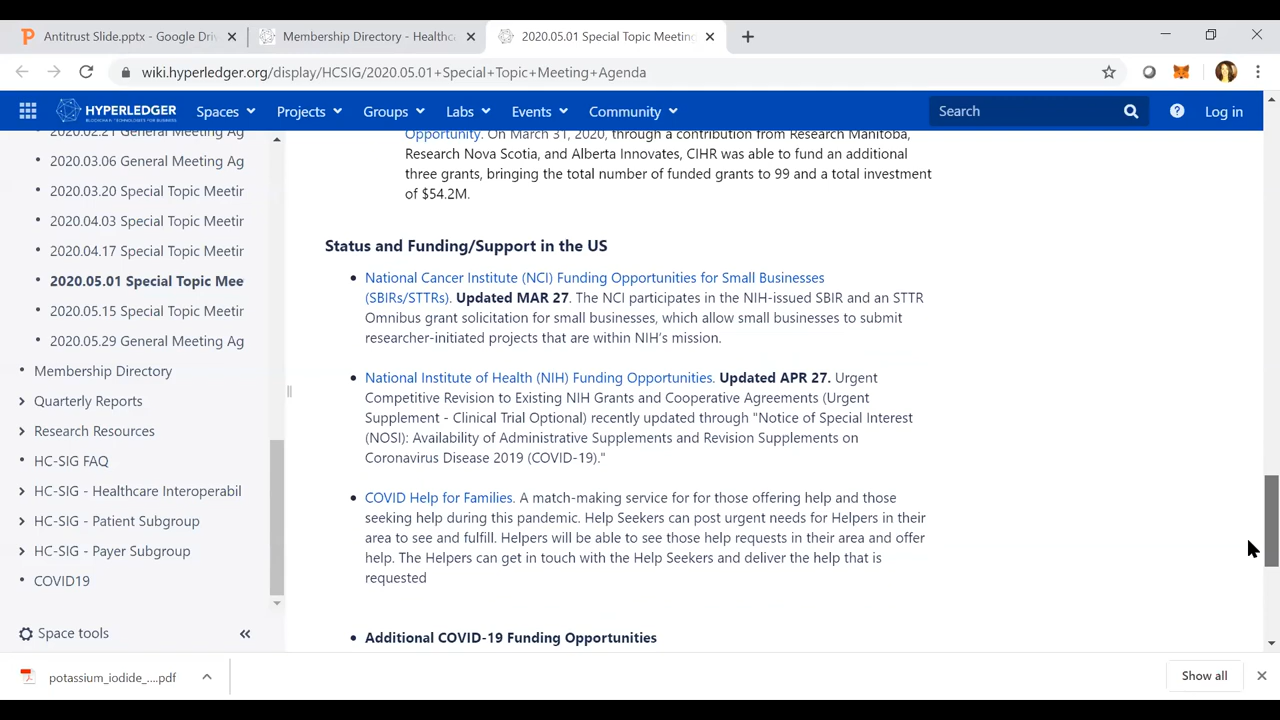 Antitrust Slide.pptx - Google Driv
Membership Directory - Healthc
2020.05.01 Special Topic Meeting
wiki.hyperledger.org/display/HCSIG/2020.05.01+Special+Topic+Meeting+Agenda
HYPERLEDGER
BLOCKCHAIN TECHNOLOGIES FOR BUSINESS
Spaces
Projects
Groups
Labs
Events
Community
Search
Log in
2020.02.21 General Meeting Ag
2020.03.06 General Meeting Ag
2020.03.20 Special Topic Meetir
2020.04.03 Special Topic Meetir
2020.04.17 Special Topic Meetir
2020.05.01 Special Topic Mee
2020.05.15 Special Topic Meetir
2020.05.29 General Meeting Ag
Membership Directory
Quarterly Reports
Research Resources
HC-SIG FAQ
HC-SIG - Healthcare Interoperabil
HC-SIG - Patient Subgroup
HC-SIG - Payer Subgroup
COVID19
Space tools
Opportunity. On March 31, 2020, through a contribution from Research Manitoba,
Research Nova Scotia, and Alberta Innovates, CIHR was able to fund an additional
three grants, bringing the total number of funded grants to 99 and a total investment
of $54.2M.
Status and Funding/Support in the US
• National Cancer Institute (NCI) Funding Opportunities for Small Businesses
(SBIRs/STTRs). Updated MAR 27. The NCI participates in the NIH-issued SBIR and an STTR
Omnibus grant solicitation for small businesses, which allow small businesses to submit
researcher-initiated projects that are within NIH's mission.
• National Institute of Health (NIH) Funding Opportunities. Updated APR 27. Urgent
Competitive Revision to Existing NIH Grants and Cooperative Agreements (Urgent
Supplement - Clinical Trial Optional) recently updated through "Notice of Special Interest
(NOSI): Availability of Administrative Supplements and Revision Supplements on
Coronavirus Disease 2019 (COVID-19)."
• COVID Help for Families. A match-making service for for those offering help and those
seeking help during this pandemic. Help Seekers can post urgent needs for Helpers in their
area to see and fulfill. Helpers will be able to see those help requests in their area and offer
help. The Helpers can get in touch with the Help Seekers and deliver the help that is
requested
• Additional COVID-19 Funding Opportunities
potassium_iodide_....pdf
Show all